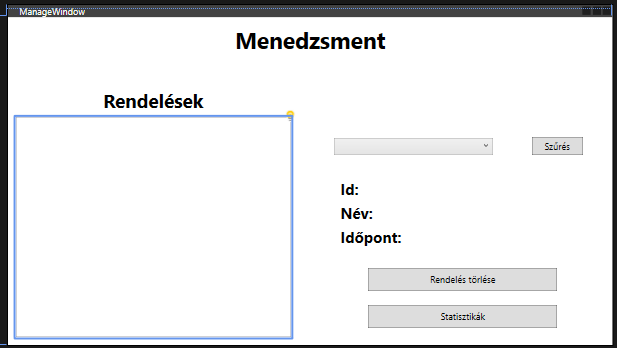 ManageWindow
Menedzsment
Rendelések
Szűrés
Id:
Név:
Időpont:
Rendelés törlése
Statisztikák